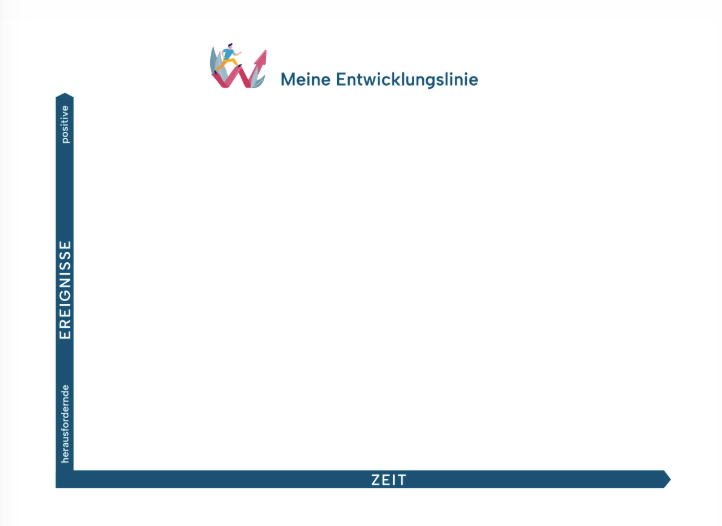 Meine Entwicklungslinie
positive
EREIGNISSE
herausfordernde
ZEIT